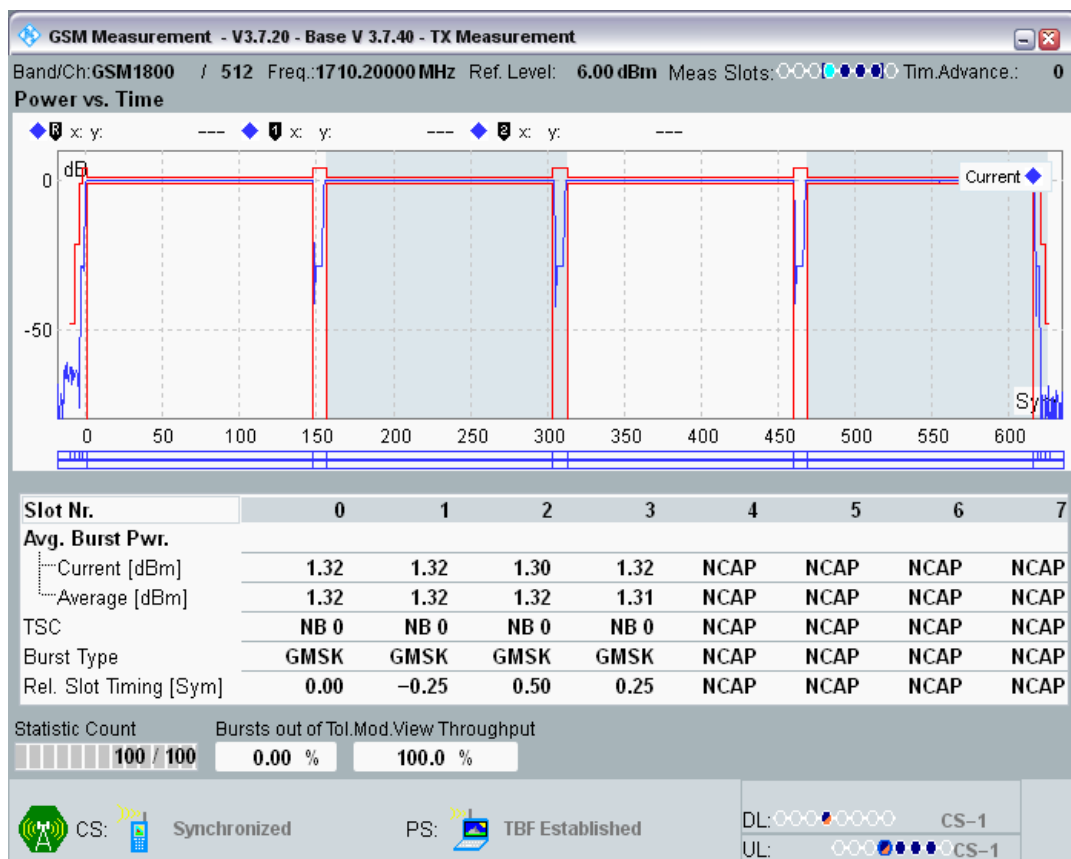 GSM Measurement - V3.7.20 - Base V 3.7.40 - TX Measurement
Band/Ch:GSM1800 / 512 Freq.:1710.20000 MHz Ref. Level: 6.00 dBm Meas Slots: Tim.Advance.: 0
Power vs. Time
R x: y: --- 1 x: y: --- 2 x: y: ---
dB
Current
0
-50
Sym
0 50 100 150 200 250 300 350 400 450 500 550 600
Slot Nr. 0 1 2 3 4 5 6 7
Avg. Burst Pwr.
Current [dBm] 1.32 1.32 1.30 1.32 NCAP NCAP NCAP NCAP
Average [dBm] 1.32 1.32 1.32 1.31 NCAP NCAP NCAP NCAP
TSC NB 0 NB 0 NB 0 NB 0 NCAP NCAP NCAP NCAP
Burst Type GMSK GMSK GMSK GMSK NCAP NCAP NCAP NCAP
Rel. Slot Timing [Sym] 0.00 −0.25 0.50 0.25 NCAP NCAP NCAP NCAP
Statistic Count Bursts out of Tol. Mod.View Throughput
100 / 100 0.00 % 100.0 %
CS: Synchronized PS: TBF Established
DL: CS−1
UL: CS−1